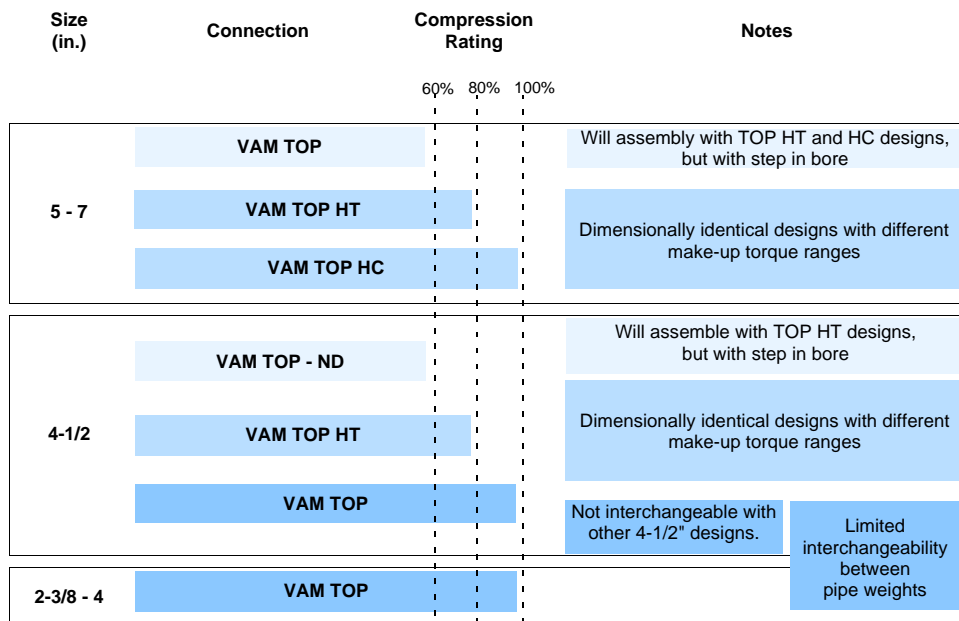 Size
(in.)
Connection
Compression
Rating
Notes
60%
80%
100%
5 - 7
VAM TOP
Will assembly with TOP HT and HC designs,
but with step in bore
VAM TOP HT
VAM TOP HC
Dimensionally identical designs with different
make-up torque ranges
4-1/2
VAM TOP - ND
Will assemble with TOP HT designs,
but with step in bore
VAM TOP HT
Dimensionally identical designs with different
make-up torque ranges
VAM TOP
Not interchangeable with
other 4-1/2" designs.
Limited
interchangeability
between
pipe weights
2-3/8 - 4
VAM TOP